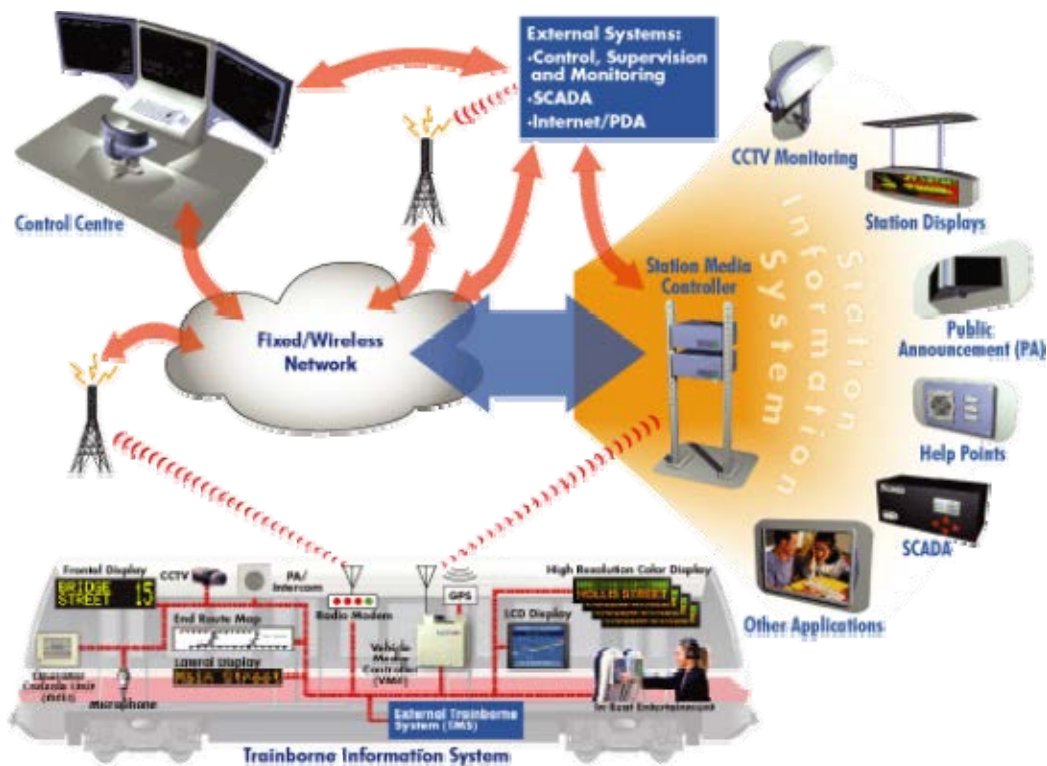 External Systems:
•Control, Supervision
and Monitoring
•SCADA
•Internet/PDA
CCTV Monitoring
Station Displays
Control Centre
Station Media
Controller
Station
Information
System
Public
Announcement (PA)
Fixed/Wireless
Network
Help Points
SCADA
Other Applications
Frontal Display
BRIDGE
STREET 15
CCTV
PA/
Intercom
Radio Modem
GPS
High Resolution Color Display
HOLLIS STREET
LCD Display
End Route Map
Lateral Display
Main Street
Vehicle
Media
Controller
Microphone
In-Seat Entertainment
External Trainborne
System (TMS)
Trainborne Information System